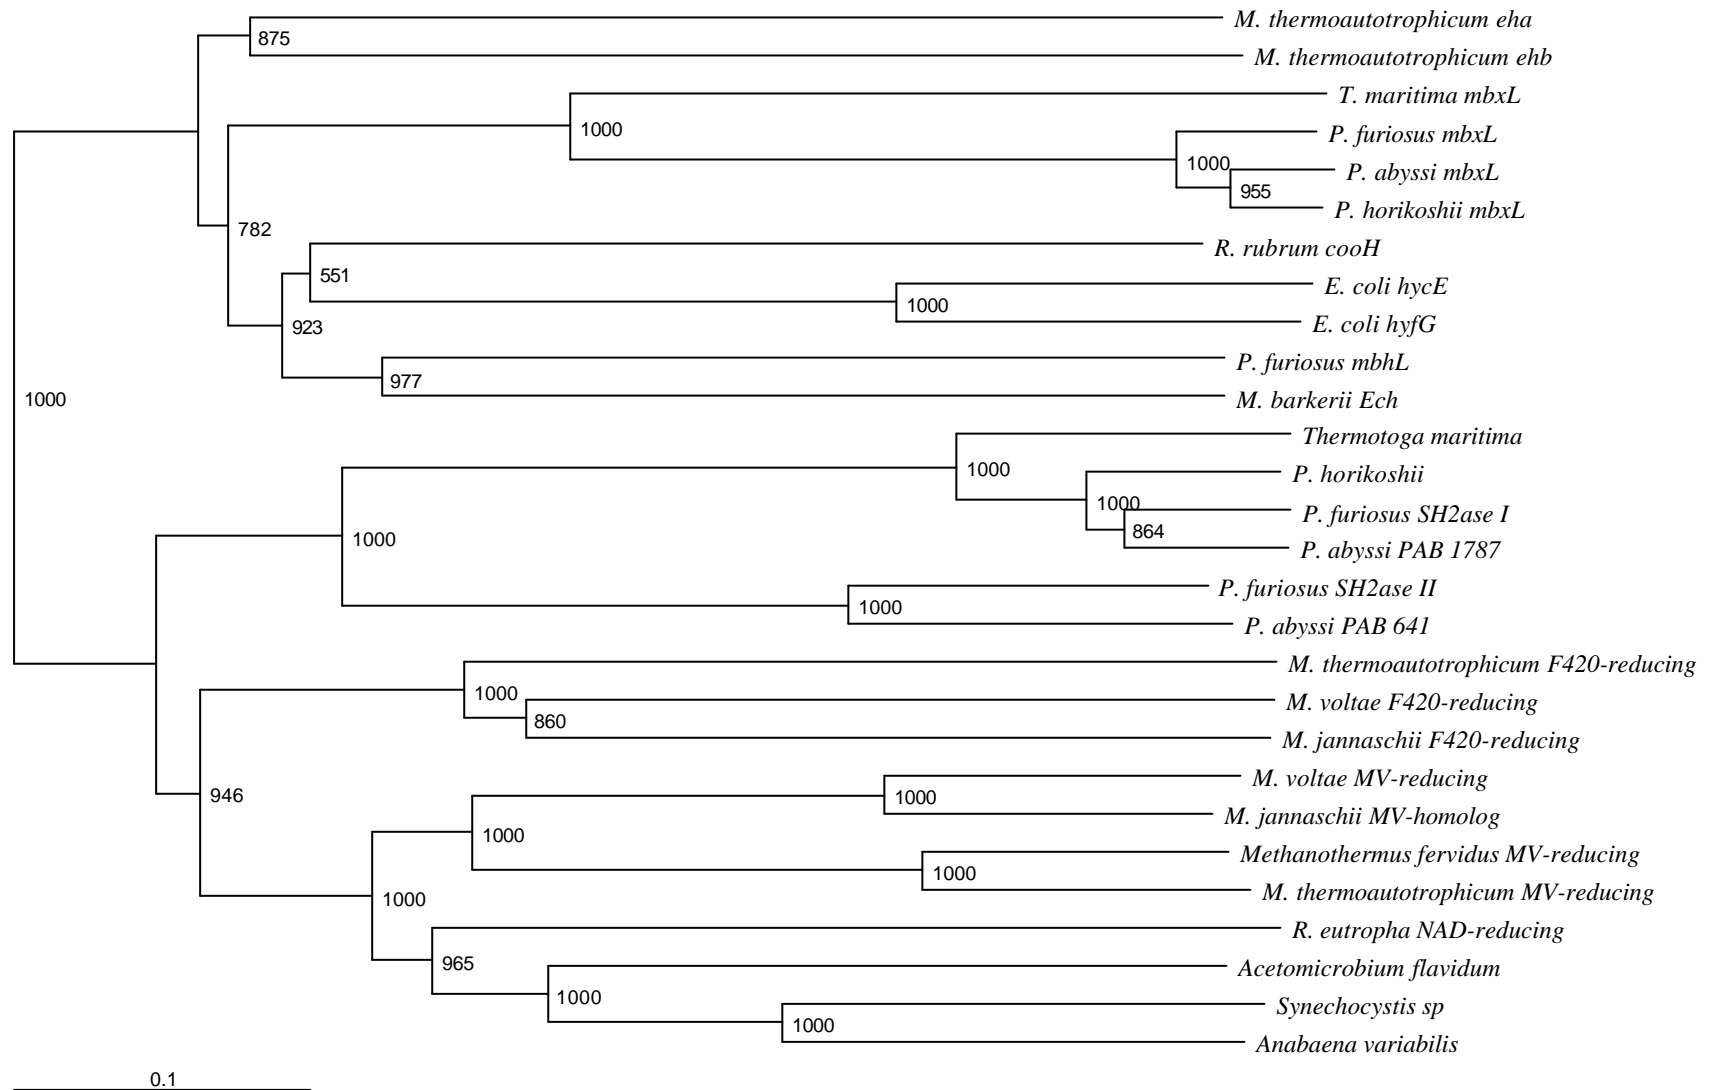 M. thermoautotrophicum eha
875
M. thermoautotrophicum ehb
T. maritima mbxL
1000
P. furiosus mbxL
1000
P. abyssi mbxL
955
P. horikoshii mbxL
782
R. rubrum cooH
551
E. coli hycE
1000
E. coli hyfG
923
P. furiosus mbhL
977
M. barkerii Ech
1000
Thermotoga maritima
1000
P. horikoshii
1000
P. furiosus SH2ase I
864
P. abyssi PAB 1787
1000
P. furiosus SH2ase II
1000
P. abyssi PAB 641
M. thermoautotrophicum F420-reducing
1000
M. voltae F420-reducing
860
M. jannaschii F420-reducing
M. voltae MV-reducing
946
1000
M. jannaschii MV-homolog
1000
Methanothermus fervidus MV-reducing
1000
M. thermoautotrophicum MV-reducing
1000
R. eutropha NAD-reducing
965
Acetomicrobium flavidum
1000
Synechocystis sp
1000
Anabaena variabilis
0.1